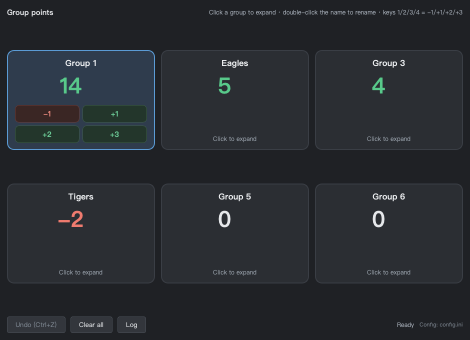 Group points
Click a group to expand · double-click the name to rename · keys 1/2/3/4 = −1/+1/+2/+3
Group 1
14
−1
+1
+2
+3
Eagles
5
Click to expand
Group 3
4
Click to expand
Tigers
−2
Click to expand
Group 5
0
Click to expand
Group 6
0
Click to expand
Undo (Ctrl+Z)
Clear all
Log
Ready
Config: config.ini